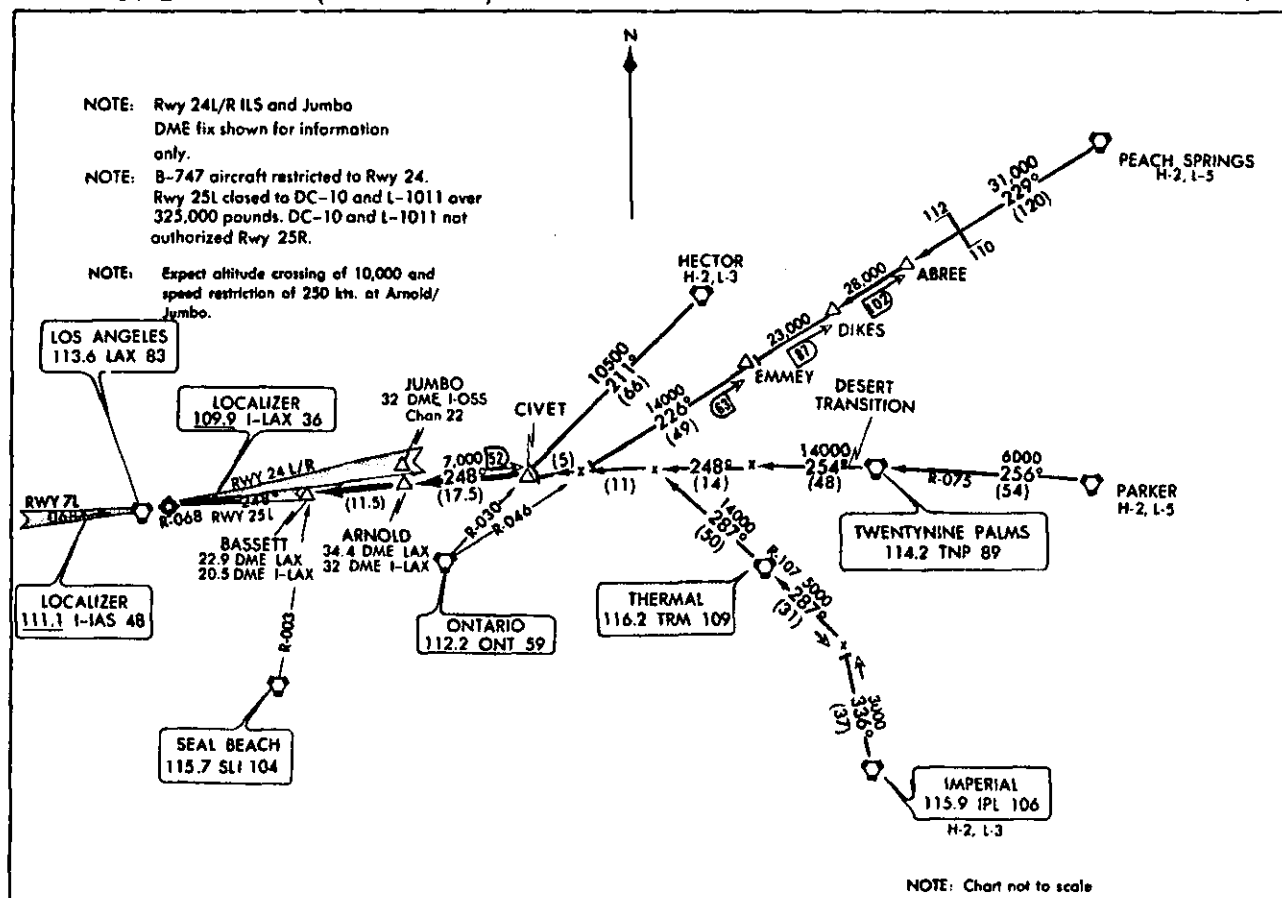 N
NOTE: Rwy 24L/R ILS and Jumbo
DME fix shown for information
only.
NOTE: B-747 aircraft restricted to Rwy 24.
Rwy 25L closed to DC-10 and L-1011 over
325,000 pounds. DC-10 and L-1011 not
authorized Rwy 25R.
NOTE: Expect altitude crossing of 10,000 and
speed restriction of 250 kts. at Arnold/
Jumbo.
PEACH SPRINGS
H-2, L-5
31,000
229°
(120)
112
110
ABREE
28,000
102
DIKES
23,000
87
EMMEY
14000
226°
(49)
63
HECTOR
H-2, L-3
10500
211°
(66)
LOS ANGELES
113.6 LAX 83
LOCALIZER
109.9 I-LAX 36
JUMBO
32 DME I-OSS
Chan 22
CIVET
DESERT
TRANSITION
RWY 24 L/R
7,000
52
248°
(17.5)
(5)
(11)
248°
(14)
14000
254°
(48)
R-075
6000
256°
(54)
PARKER
H-2, L-5
RWY 7L
068°
R-068
248°
RWY 25L
(11.5)
BASSETT
22.9 DME LAX
20.5 DME I-LAX
ARNOLD
34.4 DME LAX
32 DME I-LAX
R-030
R-046
14000
287°
(50)
TWENTYNINE PALMS
114.2 TNP 89
LOCALIZER
111.1 I-IAS 48
R-003
ONTARIO
112.2 ONT 59
THERMAL
116.2 TRM 109
R-107
5000
287°
(31)
3000
336°
(37)
SEAL BEACH
115.7 SLI 104
IMPERIAL
115.9 IPL 106
H-2, L-3
NOTE: Chart not to scale